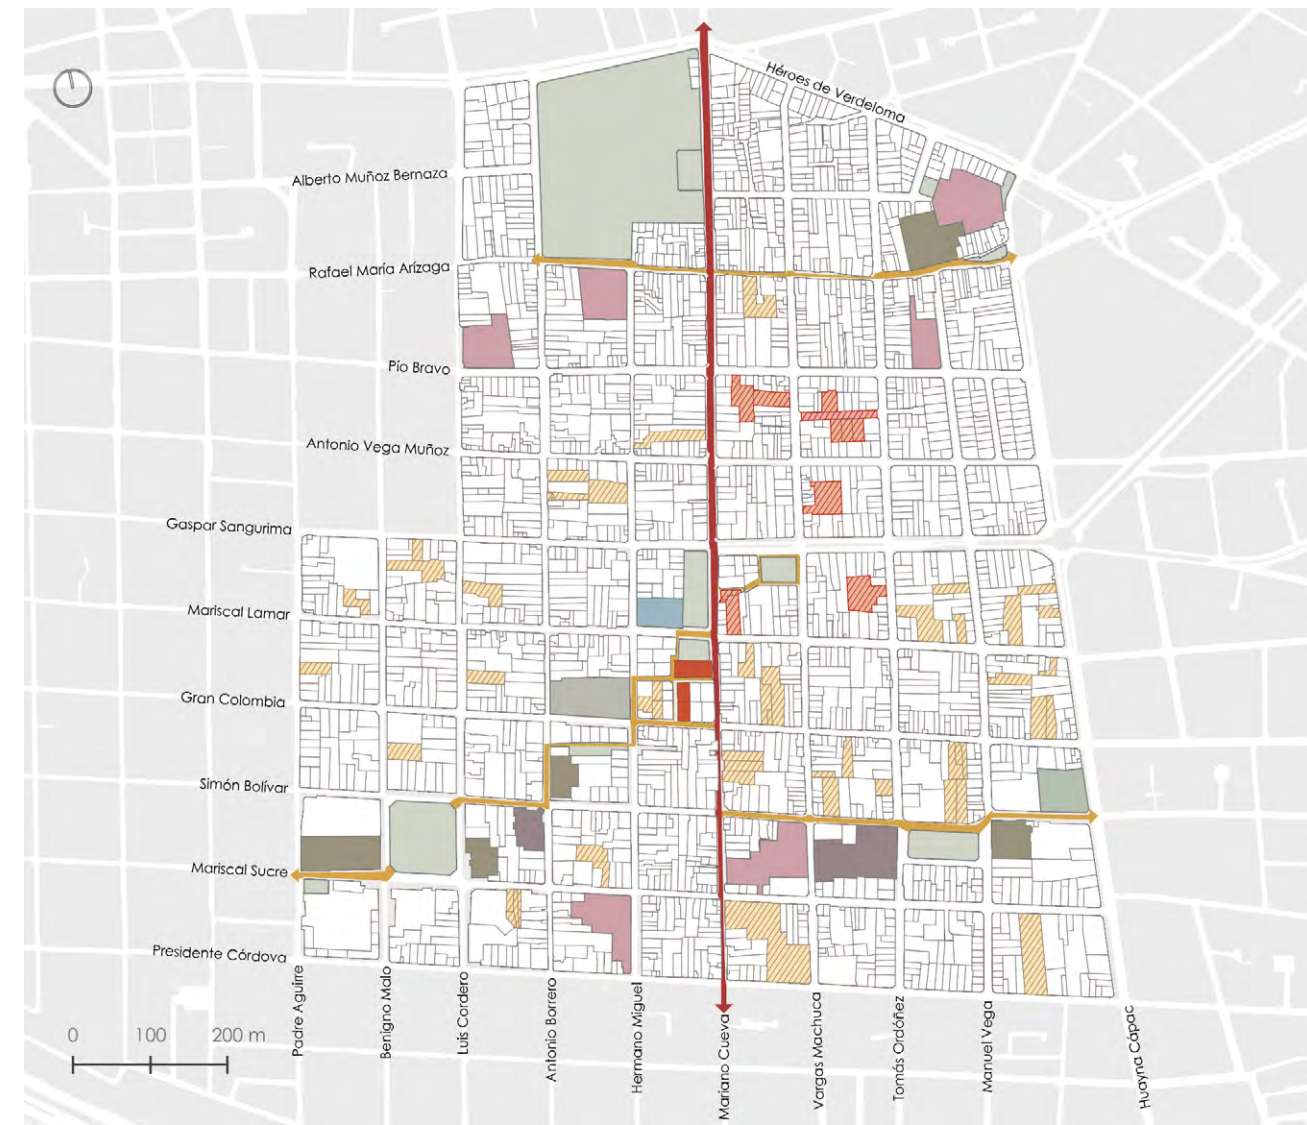 Héroes de Verdeloma
Alberto Muñoz Bernaza
Rafael María Arízaga
Pío Bravo
Antonio Vega Muñoz
Gaspar Sangurima
Mariscal Lamar
Gran Colombia
Simón Bolívar
Mariscal Sucre
Presidente Córdova
Padre Aguirre
Benigno Malo
Luis Cordero
Antonio Borrero
Hermano Miguel
Mariano Cueva
Vargas Machuca
Tomás Ordóñez
Manuel Vega
Huayna Cápac
0 100 200 m